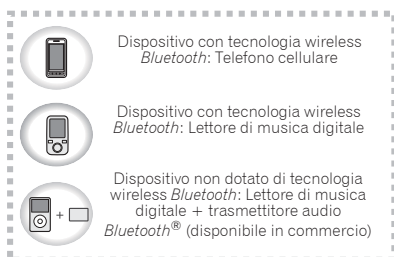 Dispositivo con tecnologia wireless
Bluetooth: Telefono cellulare
Dispositivo con tecnologia wireless
Bluetooth: Lettore di musica digitale
Dispositivo non dotato di tecnologia
wireless Bluetooth: Lettore di musica
digitale + trasmettitore audio
Bluetooth® (disponibile in commercio)
+